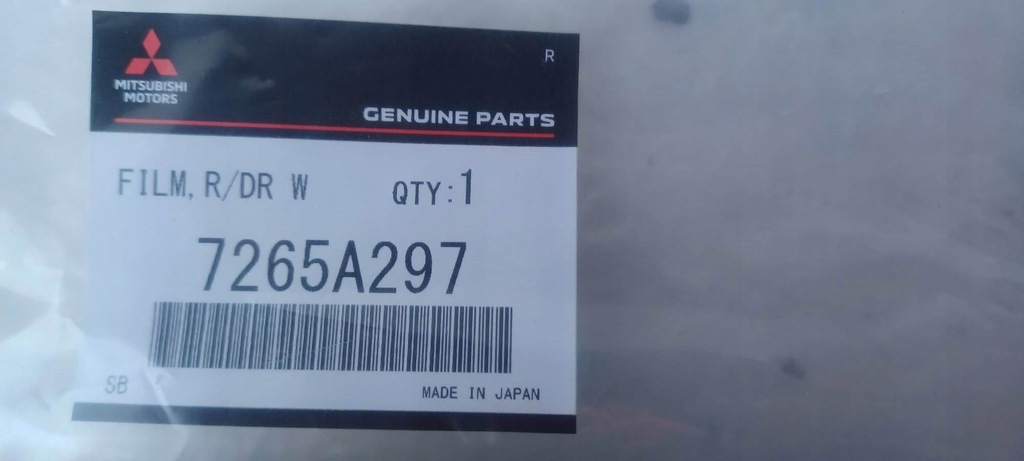 R
MITSUBISHI
MOTORS
GENUINE PARTS
FILM, R/DR W QTY:1
7265A297
SB
MADE IN JAPAN